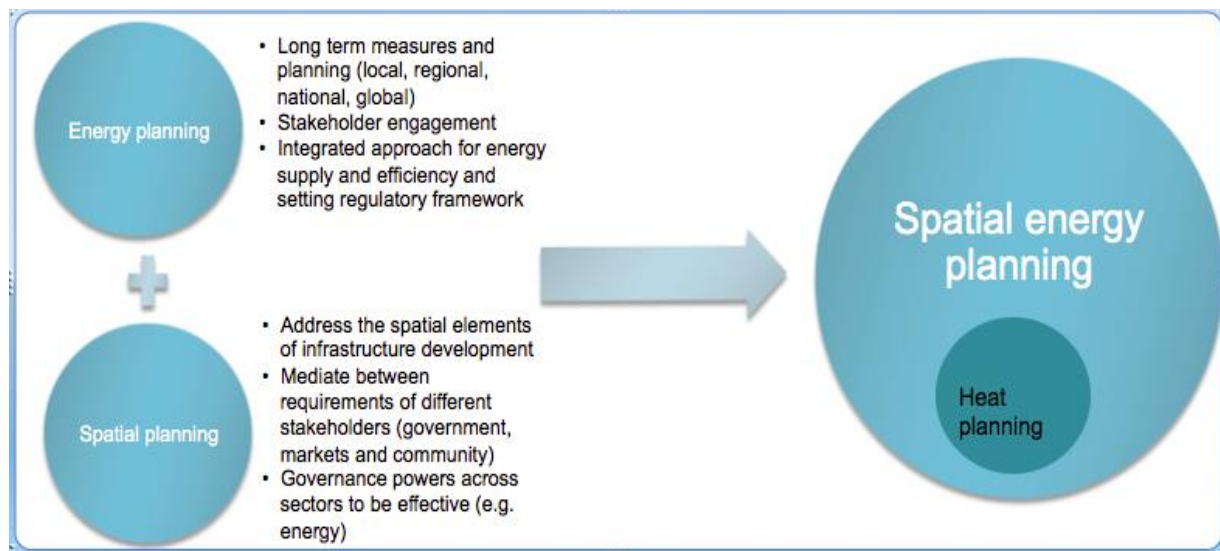 Energy planning
• Long term measures and
planning (local, regional,
national, global)
• Stakeholder engagement
• Integrated approach for energy
supply and efficiency and
setting regulatory framework
Spatial planning
• Address the spatial elements
of infrastructure development
• Mediate between
requirements of different
stakeholders (government,
markets and community)
• Governance powers across
sectors to be effective (e.g.
energy)
Spatial energy
planning
Heat
planning